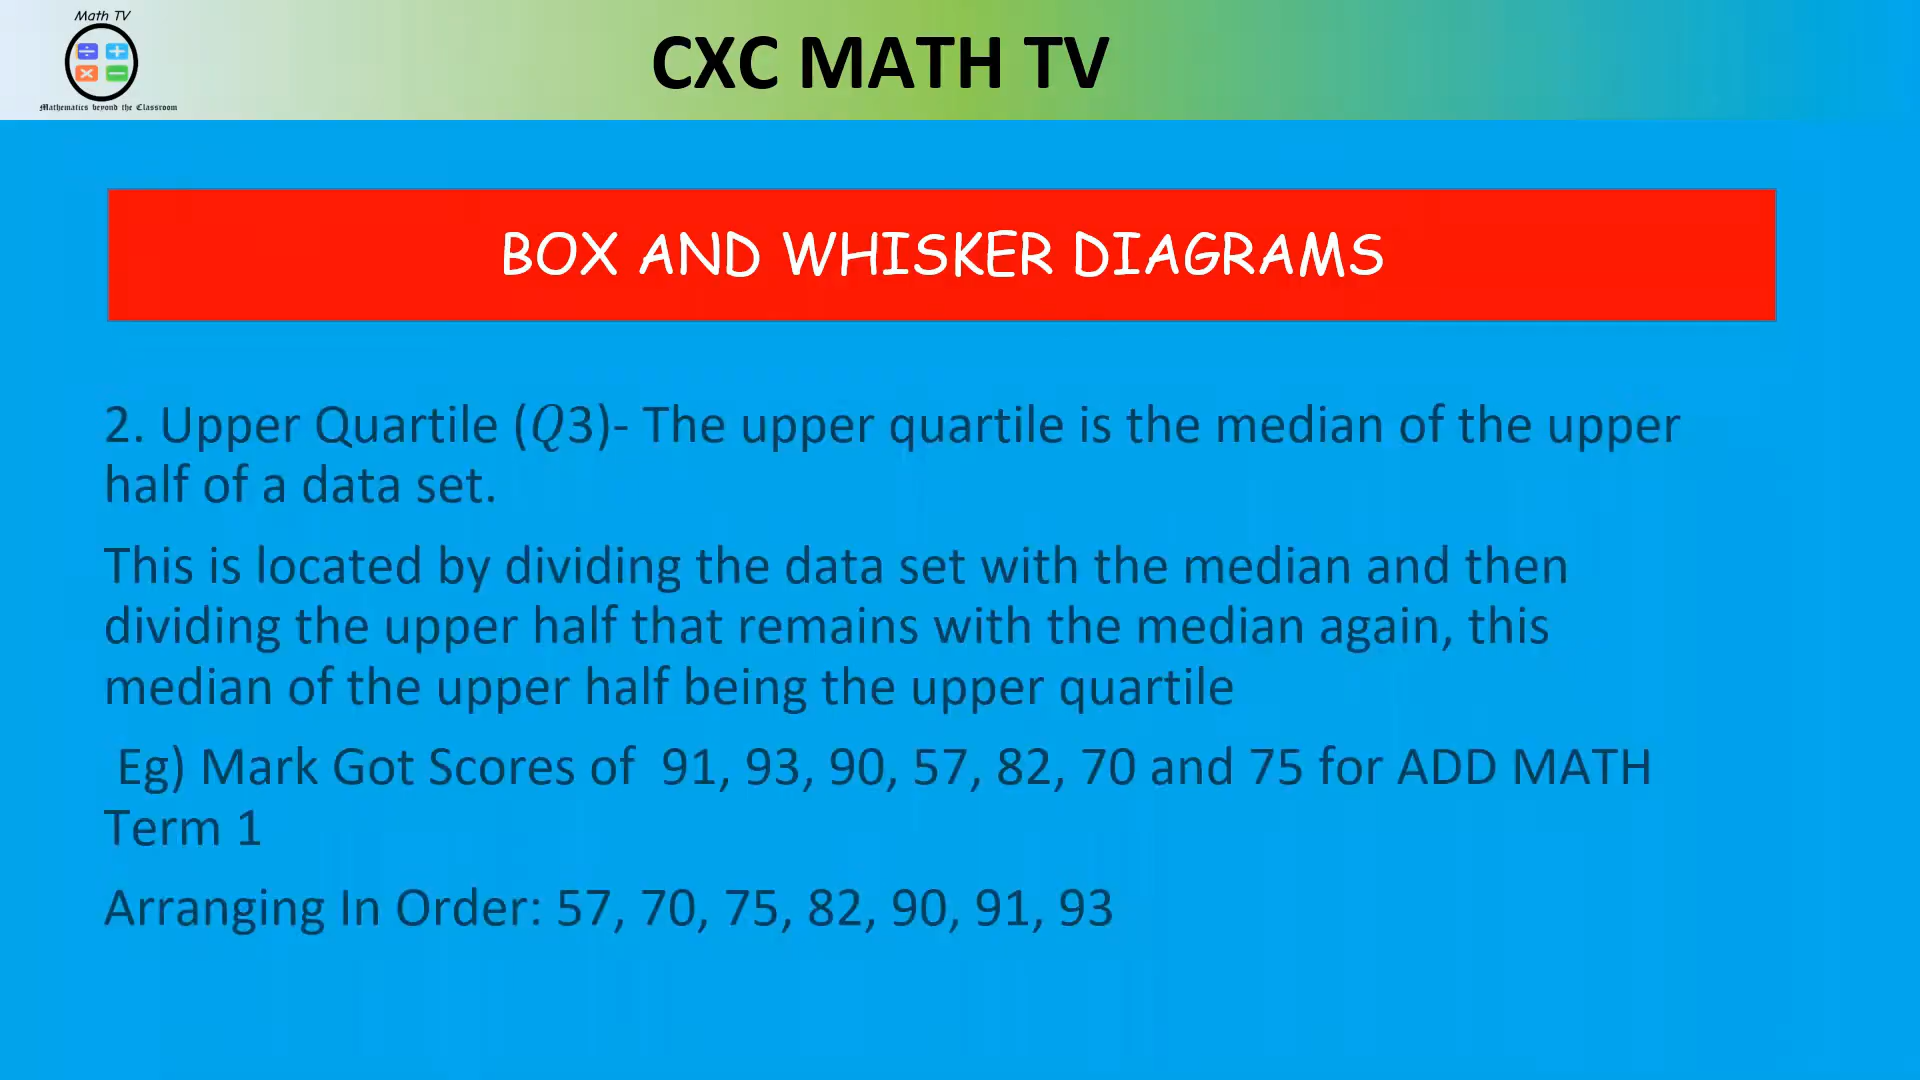 Math TV
Mathematics beyond the Classroom
CXC MATH TV
BOX AND WHISKER DIAGRAMS
2. Upper Quartile (𝑄3)- The upper quartile is the median of the upper
half of a data set.
This is located by dividing the data set with the median and then
dividing the upper half that remains with the median again, this
median of the upper half being the upper quartile
Eg) Mark Got Scores of 91, 93, 90, 57, 82, 70 and 75 for ADD MATH
Term 1
Arranging In Order: 57, 70, 75, 82, 90, 91, 93